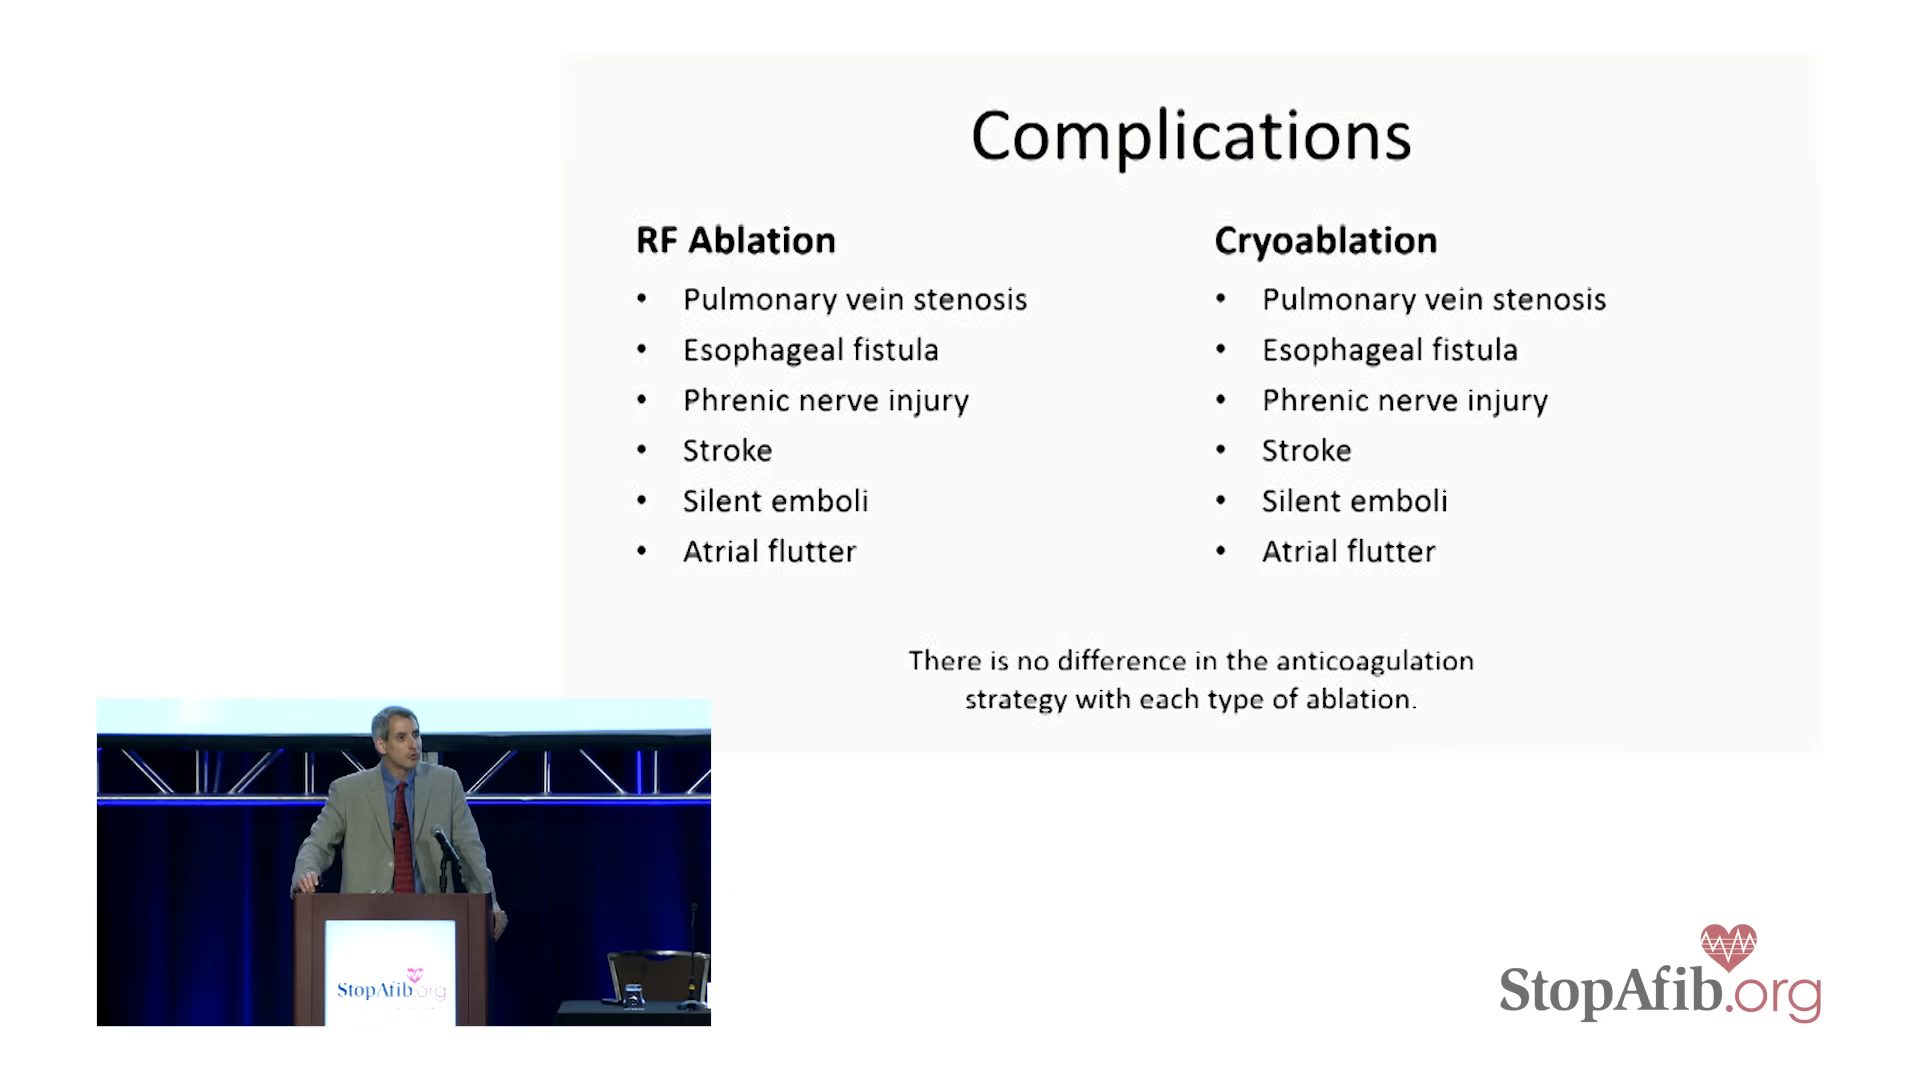 Complications
RF Ablation
• Pulmonary vein stenosis
• Esophageal fistula
• Phrenic nerve injury
• Stroke
• Silent emboli
• Atrial flutter
Cryoablation
• Pulmonary vein stenosis
• Esophageal fistula
• Phrenic nerve injury
• Stroke
• Silent emboli
• Atrial flutter
There is no difference in the anticoagulation
strategy with each type of ablation.
StopAfib.org
StopAfib.org